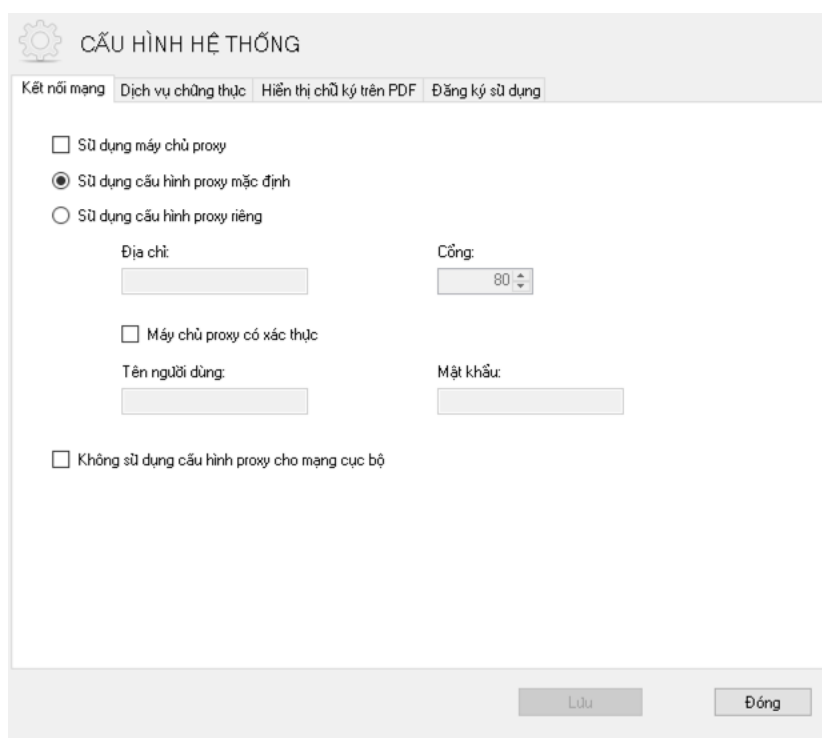 CẤU HÌNH HỆ THỐNG
Kết nối mạng Dịch vụ chứng thực Hiển thị chữ ký trên PDF Đăng ký sử dụng
Sử dụng máy chủ proxy
Sử dụng cấu hình proxy mặc định
Sử dụng cấu hình proxy riêng
Địa chỉ: Cổng:
80
Máy chủ proxy có xác thực
Tên người dùng: Mật khẩu:
Không sử dụng cấu hình proxy cho mạng cục bộ
Lưu Đóng